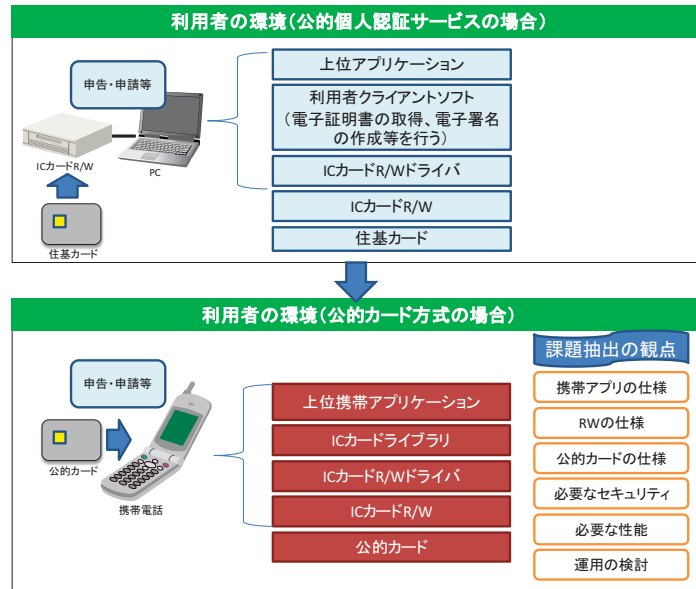 利用者の環境（公的個人認証サービスの場合）
申告・申請等
ICカードR/W
PC
住基カード
上位アプリケーション
利用者クライアントソフト
（電子証明書の取得、電子署名
の作成等を行う）
ICカードR/Wドライバ
ICカードR/W
住基カード
利用者の環境（公的カード方式の場合）
申告・申請等
公的カード
携帯電話
上位携帯アプリケーション
ICカードライブラリ
ICカードR/Wドライバ
ICカードR/W
公的カード
課題抽出の観点
携帯アプリの仕様
RWの仕様
公的カードの仕様
必要なセキュリティ
必要な性能
運用の検討